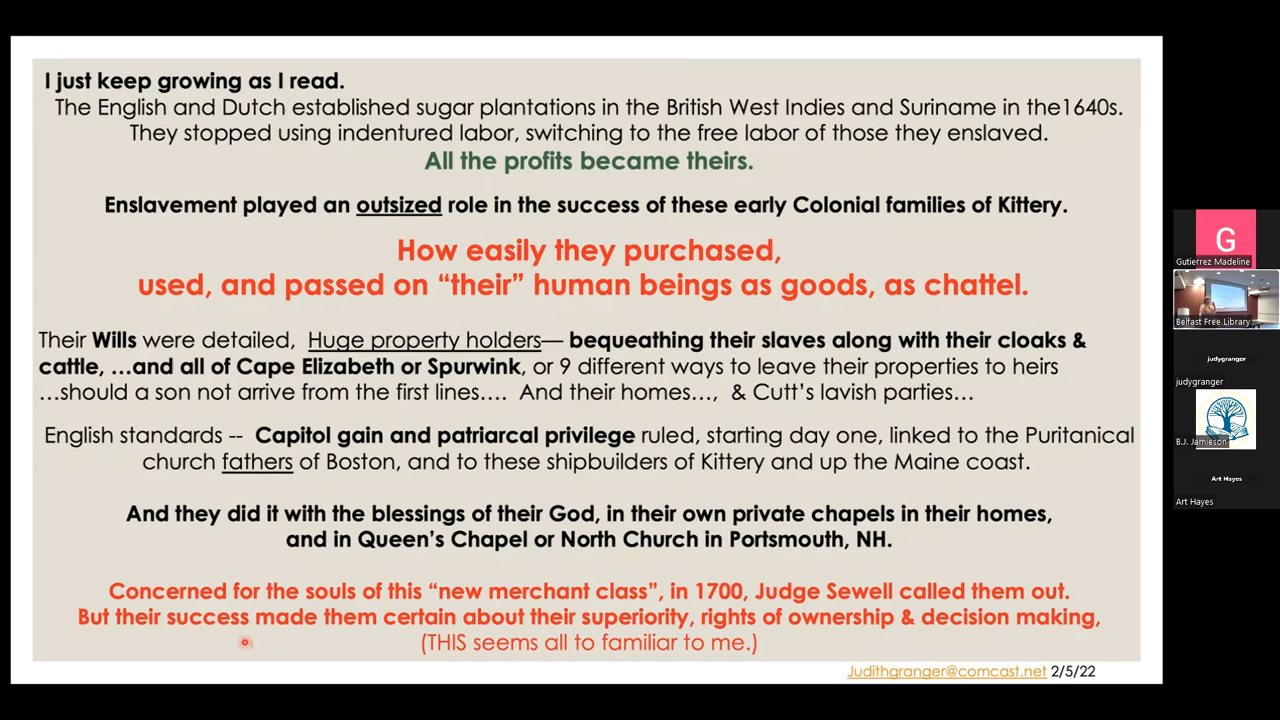 I just keep growing as I read.
The English and Dutch established sugar plantations in the British West Indies and Suriname in the1640s.
They stopped using indentured labor, switching to the free labor of those they enslaved.
All the profits became theirs.
Enslavement played an outsized role in the success of these early Colonial families of Kittery.
How easily they purchased,
used, and passed on “their” human beings as goods, as chattel.
Their Wills were detailed, Huge property holders— bequeathing their slaves along with their cloaks &
cattle, …and all of Cape Elizabeth or Spurwink, or 9 different ways to leave their properties to heirs
…should a son not arrive from the first lines…. And their homes…, & Cutt’s lavish parties…
English standards -- Capitol gain and patriarcal privilege ruled, starting day one, linked to the Puritanical
church fathers of Boston, and to these shipbuilders of Kittery and up the Maine coast.
And they did it with the blessings of their God, in their own private chapels in their homes,
and in Queen’s Chapel or North Church in Portsmouth, NH.
Concerned for the souls of this “new merchant class”, in 1700, Judge Sewell called them out.
But their success made them certain about their superiority, rights of ownership & decision making,
(THIS seems all to familiar to me.)
Judithgranger@comcast.net 2/5/22
G
Gutierrez Madeline
Belfast Free Library
judygranger
judygranger
B.J. Jamieson
Art Hayes
Art Hayes